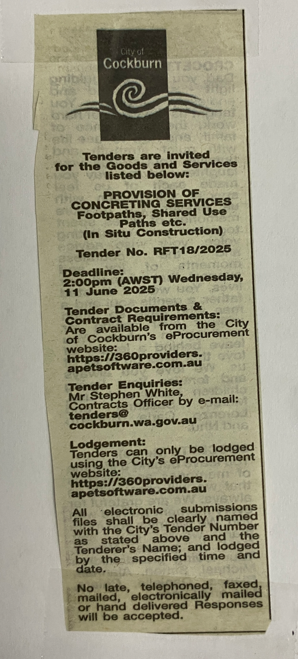 City of
Cockburn
Tenders are invited
for the Goods and Services
listed below:
PROVISION OF
CONCRETING SERVICES
Footpaths, Shared Use
Paths etc.
(In Situ Construction)
Tender No. RFT18/2025
Deadline:
2:00pm (AWST) Wednesday,
11 June 2025
Tender Documents &
Contract Requirements:
Are available from the City
of Cockburn's eProcurement
website:
https://360providers.
apetsoftware.com.au
Tender Enquiries:
Mr Stephen White,
Contracts Officer by e-mail:
tenders@
cockburn.wa.gov.au
Lodgement:
Tenders can only be lodged
using the City's eProcurement
website:
https://360providers.
apetsoftware.com.au
All electronic submissions
files shall be clearly named
with the City's Tender Number
as stated above and the
Tenderer's Name; and lodged
by the specified time and
date.
No late, telephoned, faxed,
mailed, electronically mailed
or hand delivered Responses
will be accepted.